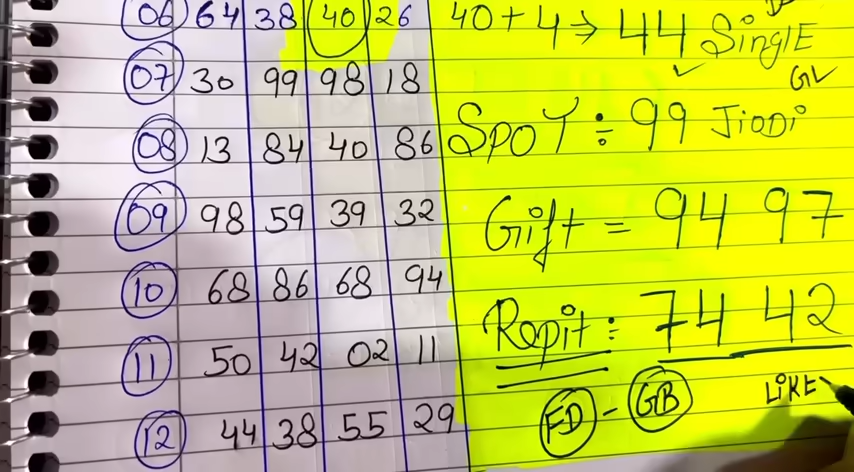 06 64 38 40 26
07 30 99 98 18
08 13 84 40 86
09 98 59 39 32
10 68 86 68 94
11 50 42 02 11
12 44 38 55 29
40 + 4 ⇒ 44 SinglE
GL
SPOT ÷ 99 JioDi
Gift = 94 97
Ropit : 74 42
FD - GB
LiKE